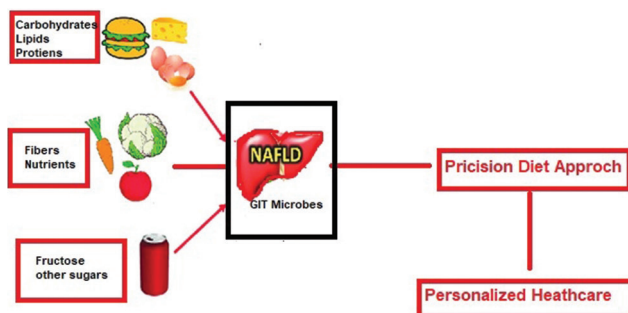 Carbohydrates
Lipids
Protiens
Fibers
Nutrients
Fructose
other sugars
NAFLD
GIT Microbes
Pricision Diet Approch
Personalized Heathcare